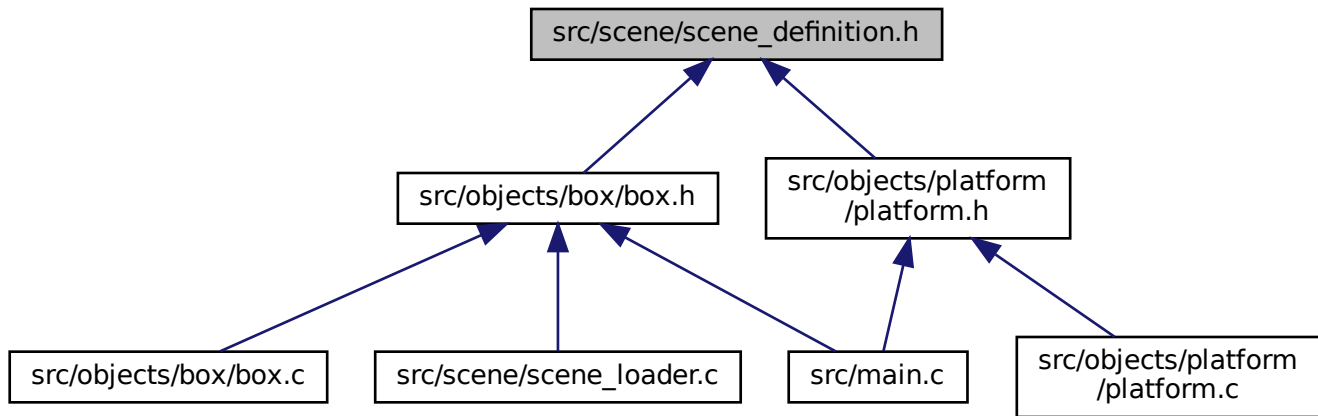 src/scene/scene_definition.h
src/objects/box/box.h
src/objects/platform
/platform.h
src/objects/box/box.c
src/scene/scene_loader.c
src/main.c
src/objects/platform
/platform.c